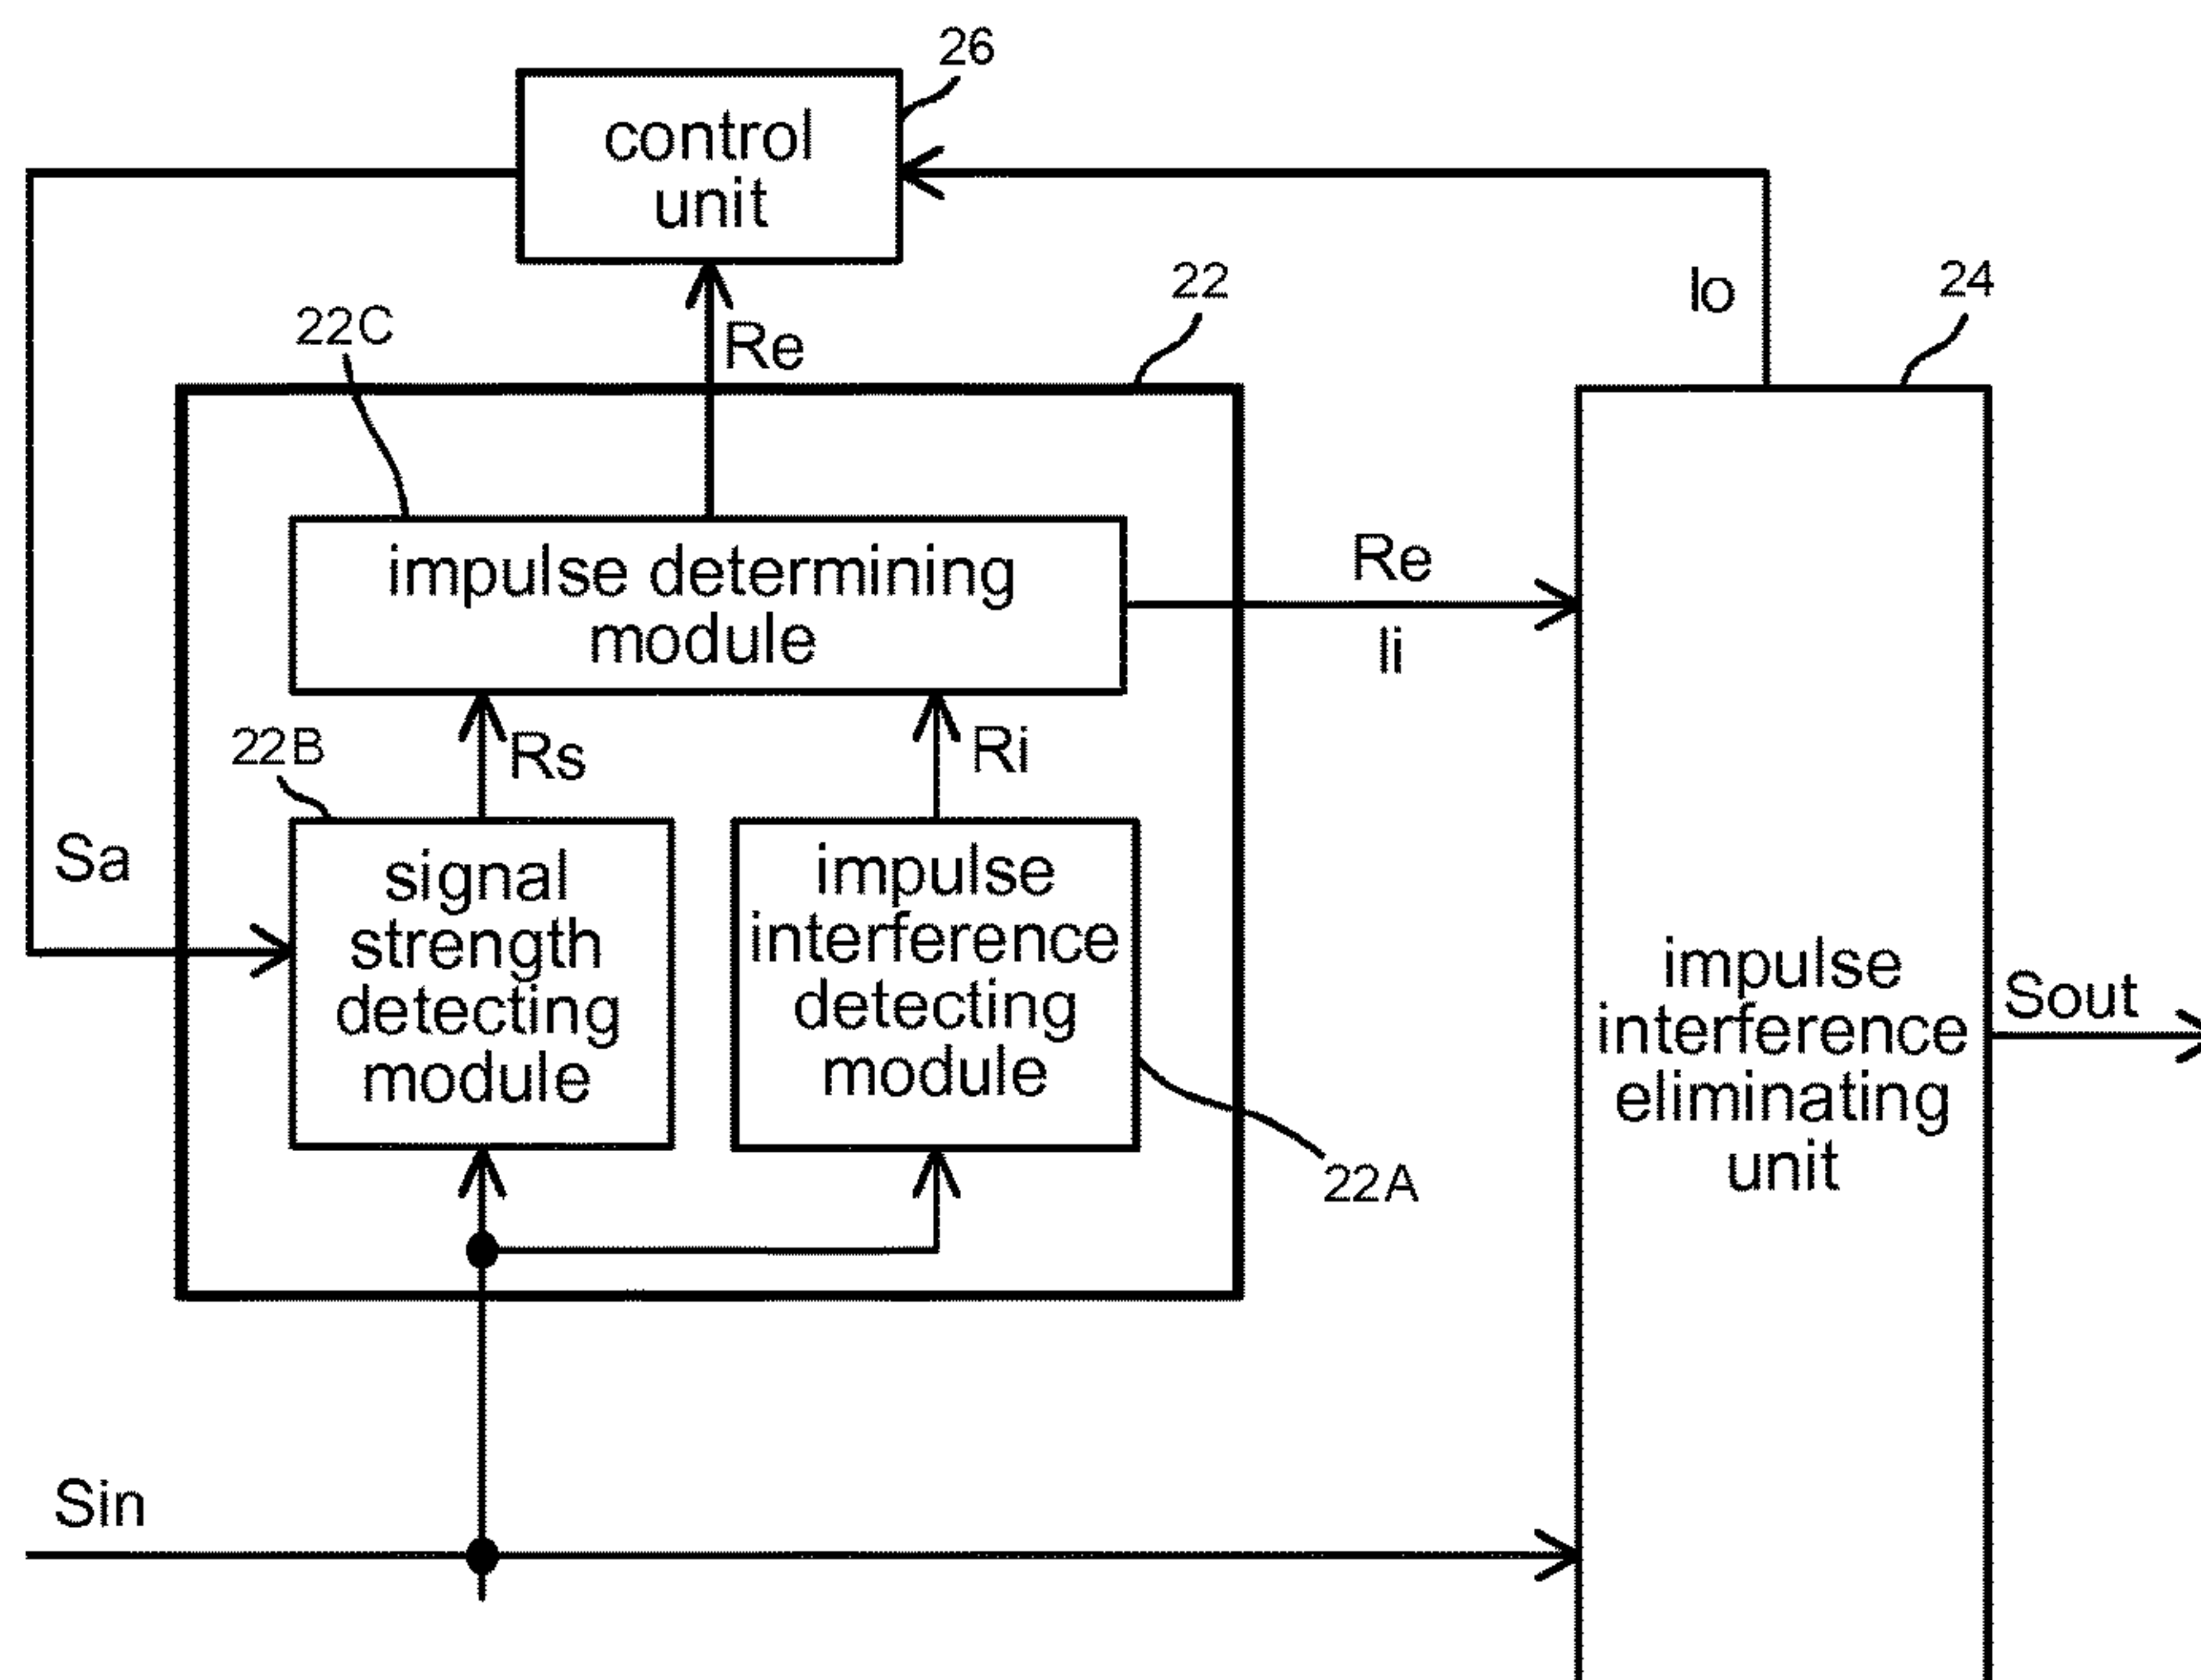 26
control
unit
22
Io
24
22C
Re
impulse determining
module
Re
Ii
22B
Rs
Ri
Sa
signal
strength
detecting
module
impulse
interference
detecting
module
impulse
interference
eliminating
unit
Sout
22A
Sin